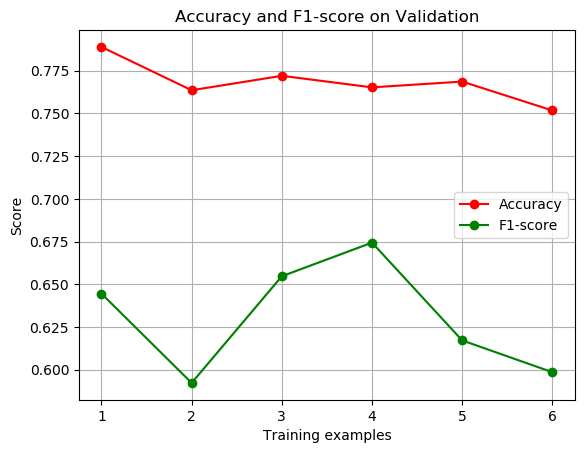 Accuracy and F1-score on Validation
Score
0.775
0.750
0.725
0.700
0.675
0.650
0.625
0.600
Accuracy
F1-score
1 2 3 4 5 6
Training examples